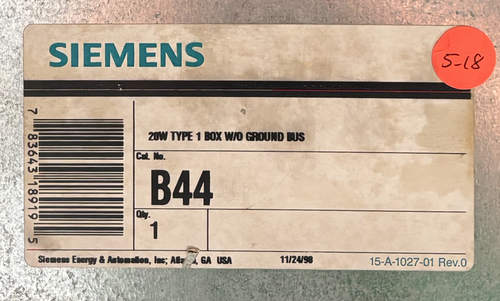 SIEMENS
5-18
20W TYPE 1 BOX W/O GROUND BUS
Cat. No.
B44
Qty.
1
7 83643 18919 5
Siemens Energy & Automation, Inc; GA USA 11/24/98 15-A-1027-01 Rev.0